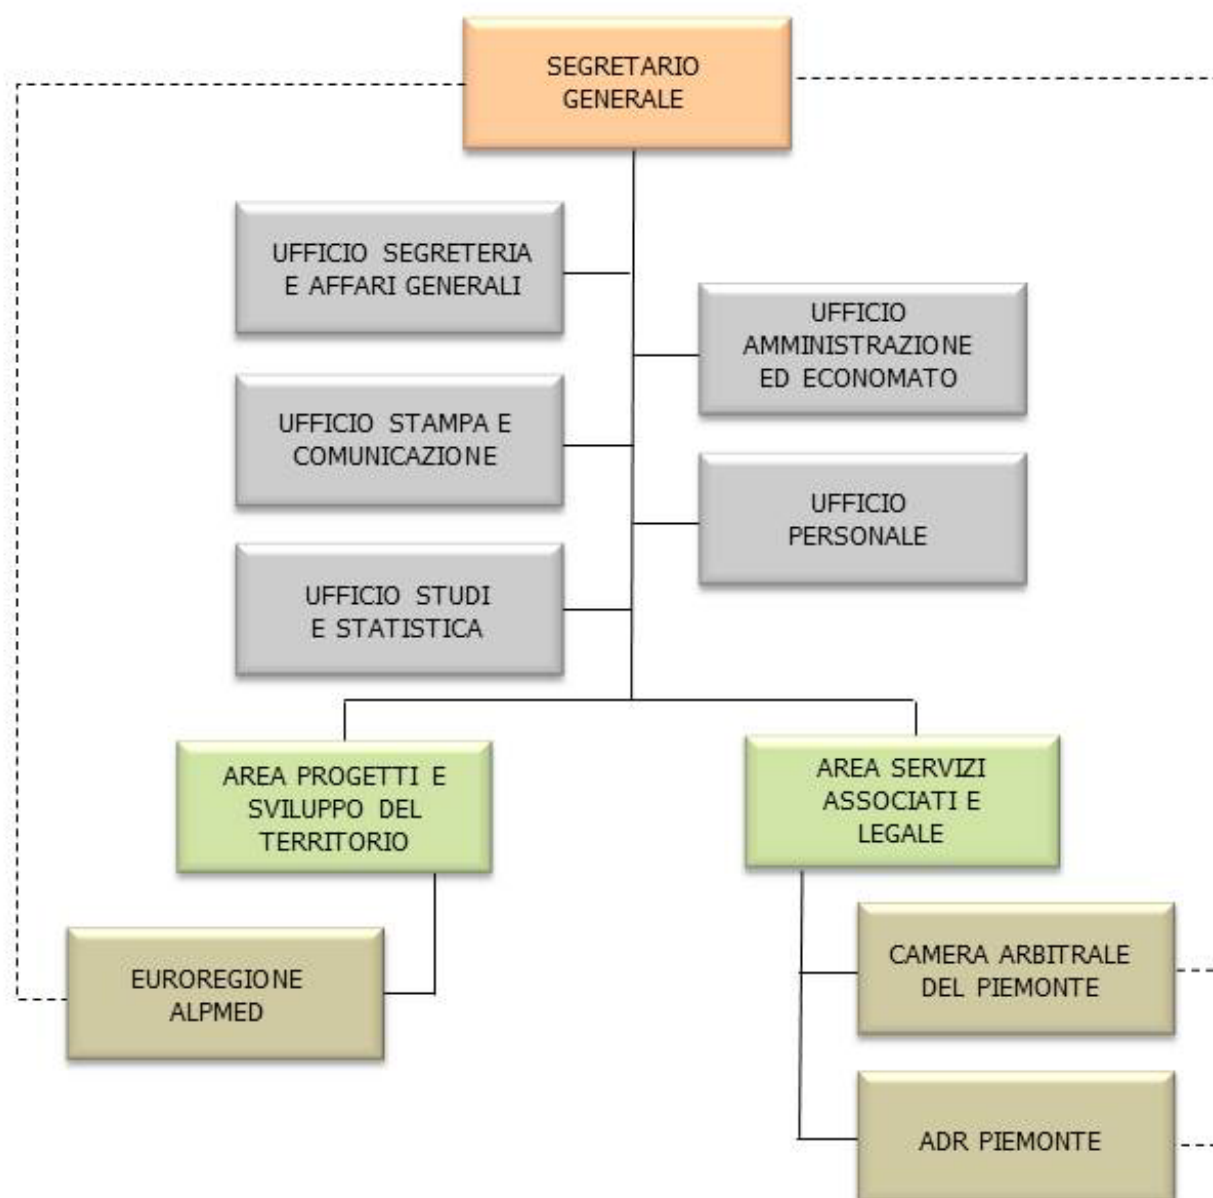 SEGRETARIO
GENERALE
UFFICIO SEGRETERIA
E AFFARI GENERALI
UFFICIO
AMMINISTRAZIONE
ED ECONOMATO
UFFICIO STAMPA E
COMUNICAZIONE
UFFICIO
PERSONALE
UFFICIO STUDI
E STATISTICA
AREA PROGETTI E
SVILUPPO DEL
TERRITORIO
AREA SERVIZI
ASSOCIATI E
LEGALE
EUROREGIONE
ALPMED
CAMERA ARBITRALE
DEL PIEMONTE
ADR PIEMONTE